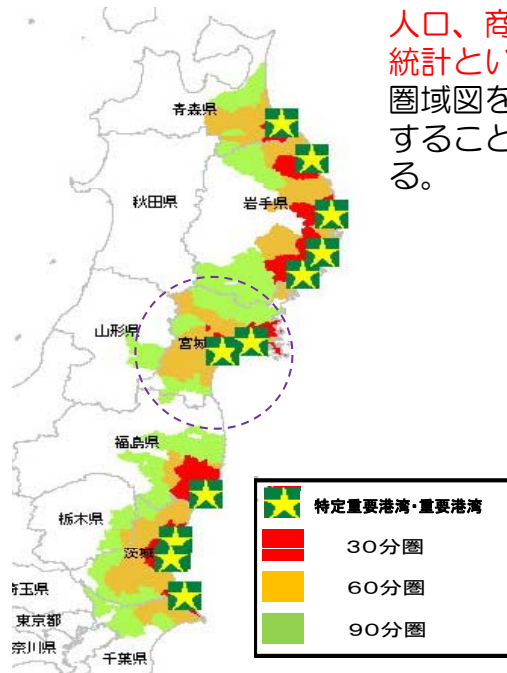 人口、商
統計とい
圏域図を
すること
る。
青森県
秋田県
岩手県
山形県
宮城
福島県
栃木県
茨城
埼玉県
東京都
奈川県
千葉県
特定重要港湾・重要港湾
30分圏
60分圏
90分圏